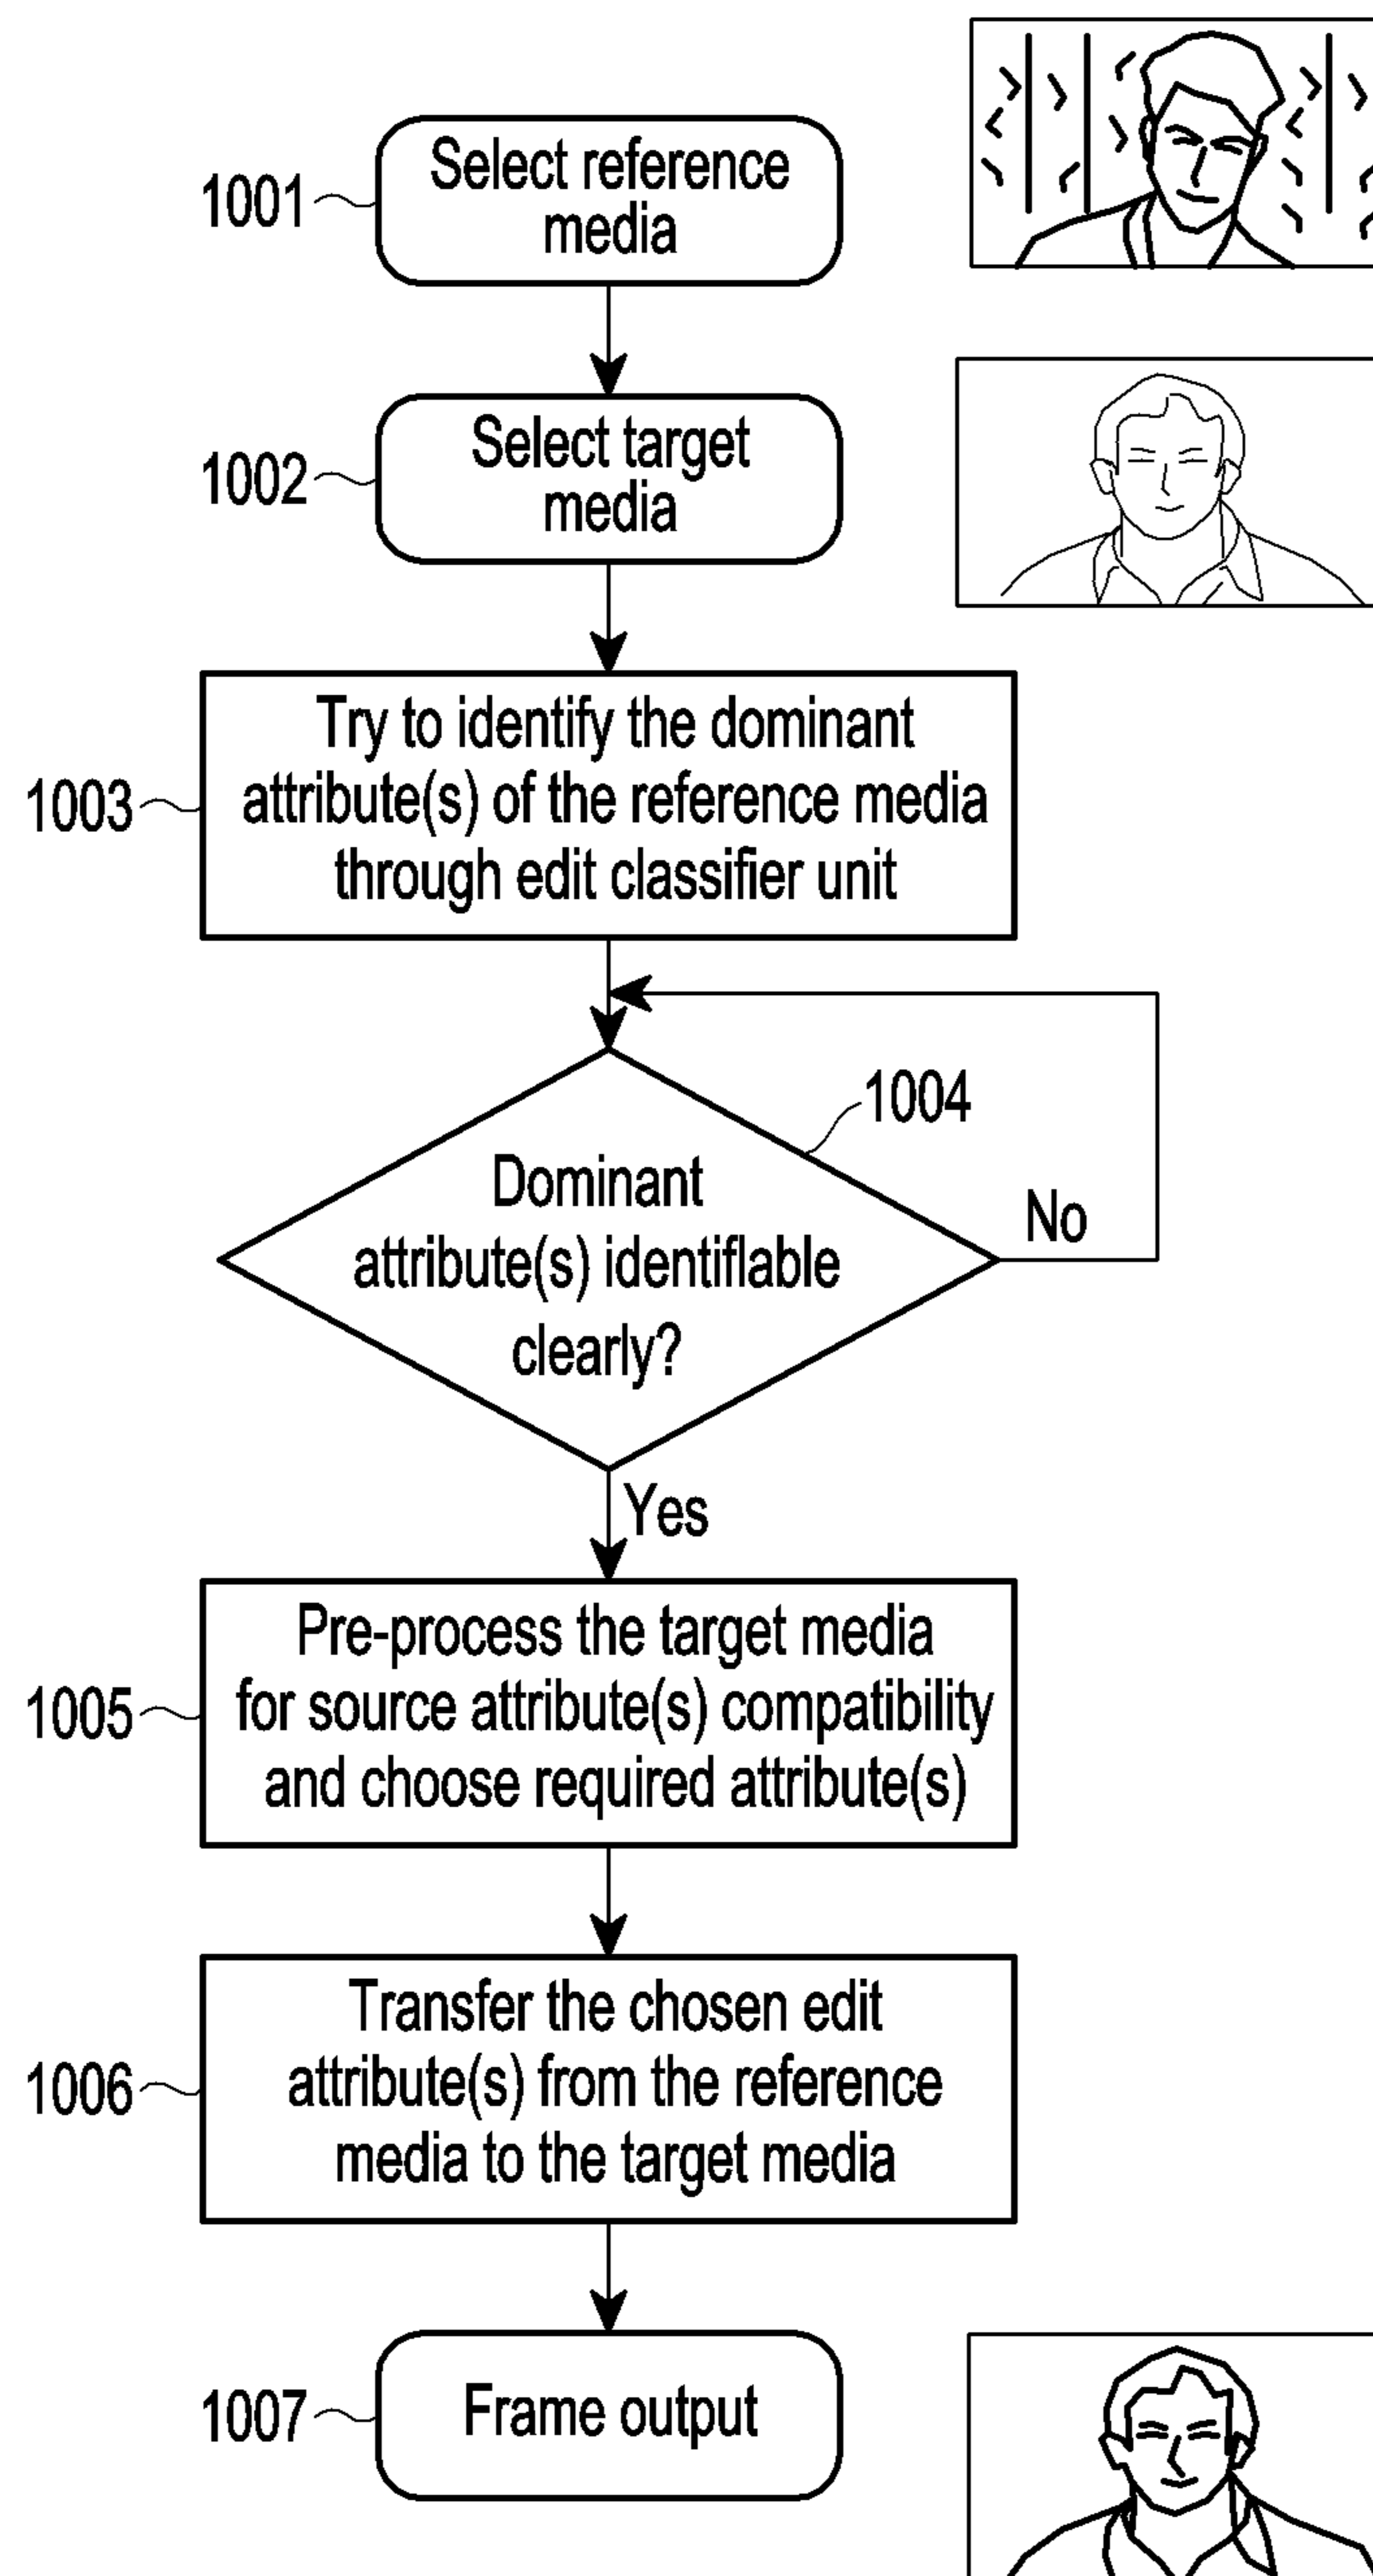 1001
Select reference
media
1002
Select target
media
1003
Try to identify the dominant
attribute(s) of the reference media
through edit classifier unit
1004
Dominant
attribute(s) identifiable
clearly?
No
Yes
1005
Pre-process the target media
for source attribute(s) compatibility
and choose required attribute(s)
1006
Transfer the chosen edit
attribute(s) from the reference
media to the target media
1007
Frame output